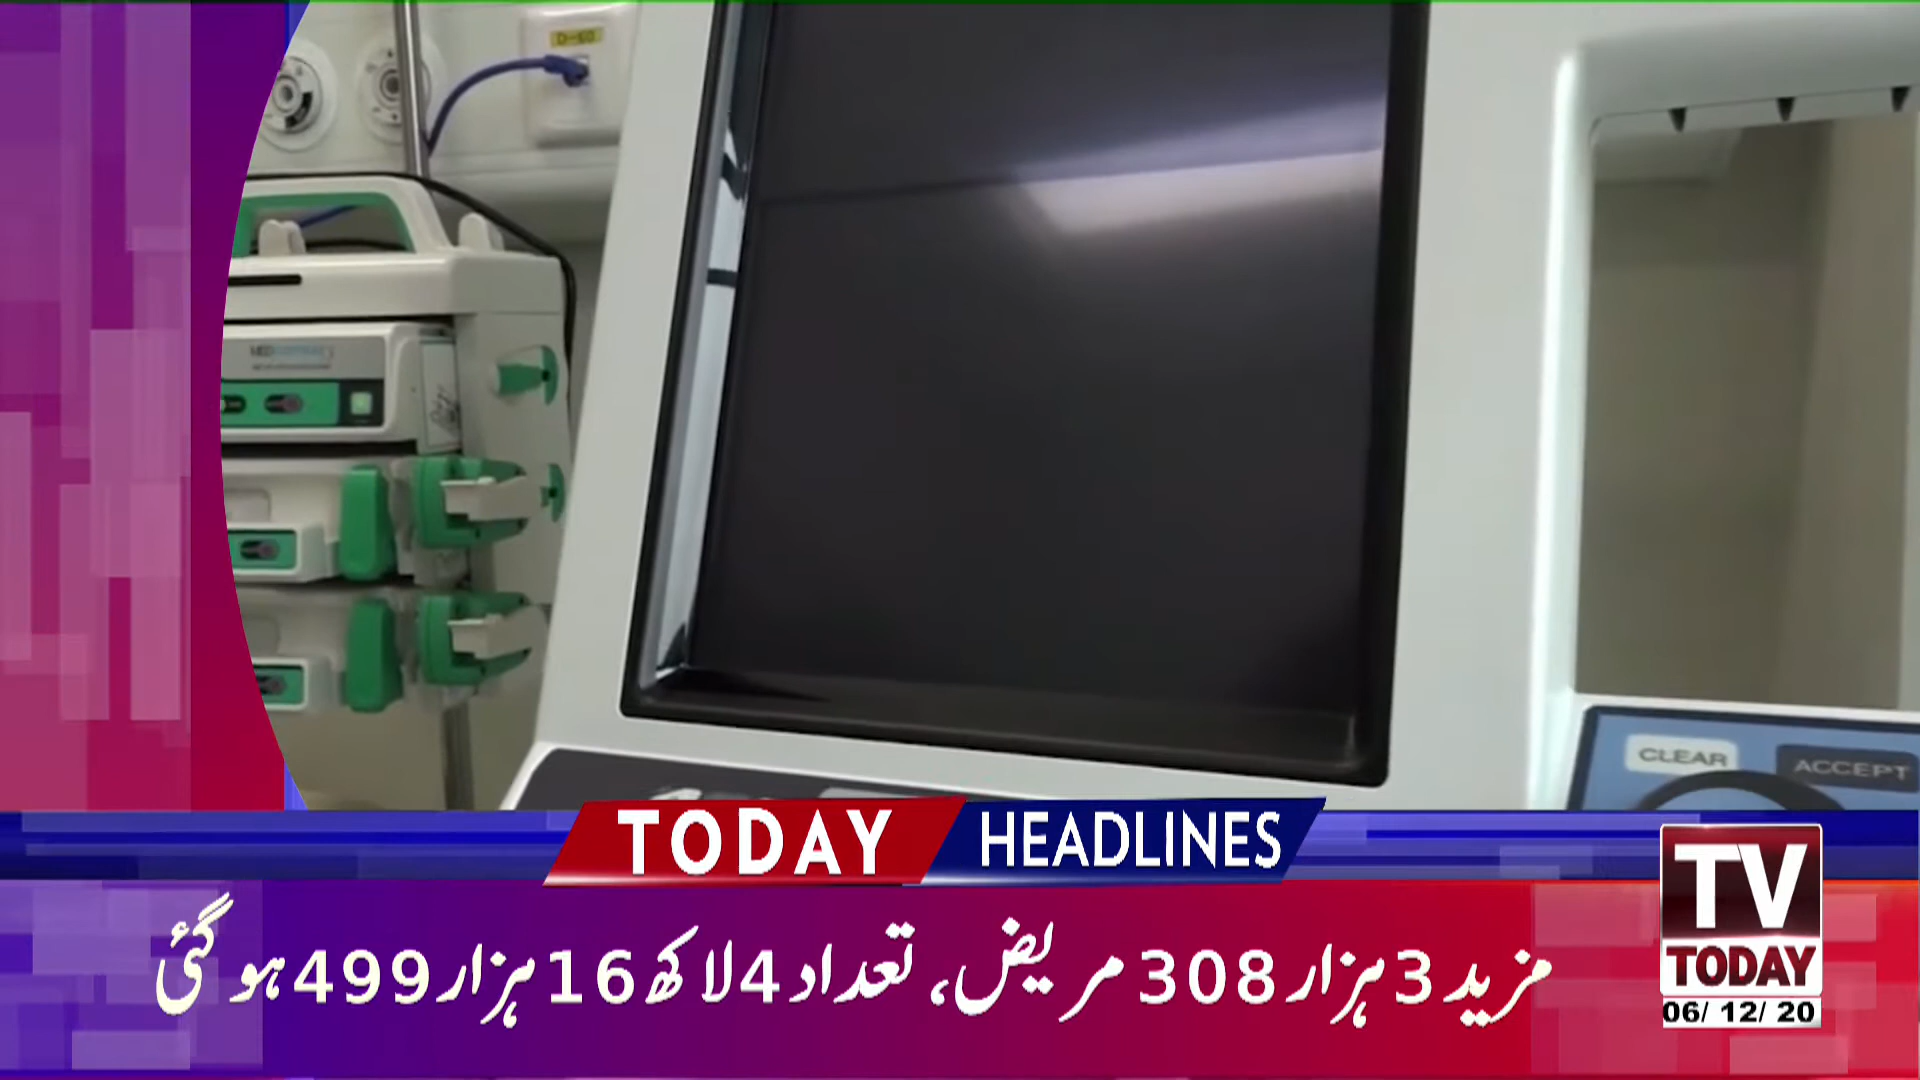 D-60
CLEAR
ACCEPT
TODAY HEADLINES
مزید 3 ہزار 308 مریض، تعداد 4 لاکھ 16 ہزار 499 ہو گئی
TV
TODAY
06/ 12/ 20